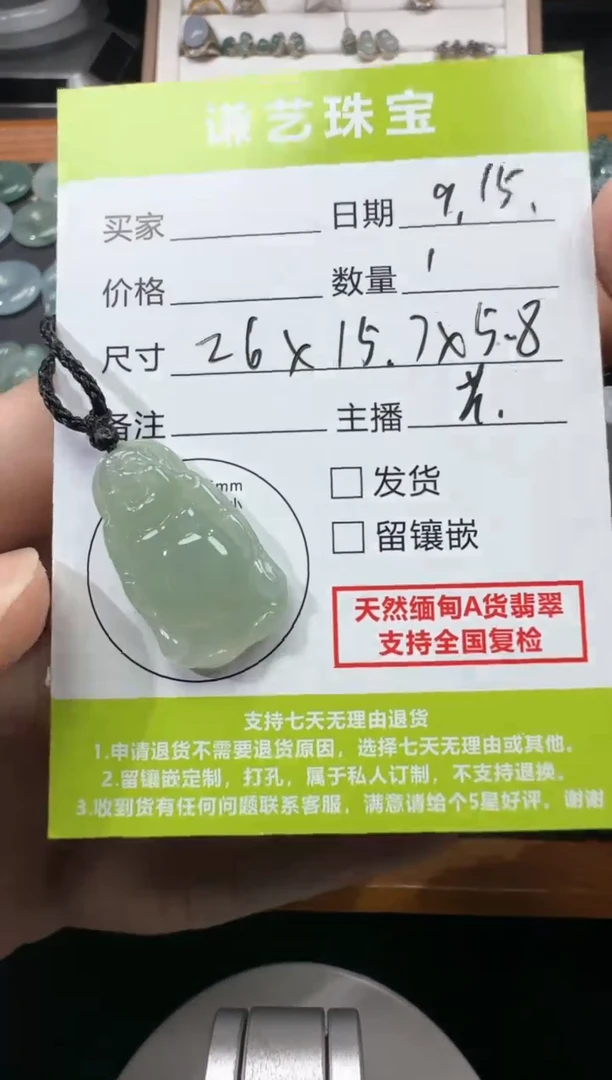 谦艺珠宝
买家 日期 9.15.
价格 数量 1
尺寸 26x15.7x5.8
备注 主播
mm
发货
留镶嵌
天然缅甸A货翡翠
支持全国复检
支持七天无理由退货
1.申请退货不需要退货原因，选择七天无理由或其他。
2.留镶嵌定制，打孔，属于私人订制，不支持退换。
3.收到货有任何问题联系客服，满意请给个5星好评。谢谢